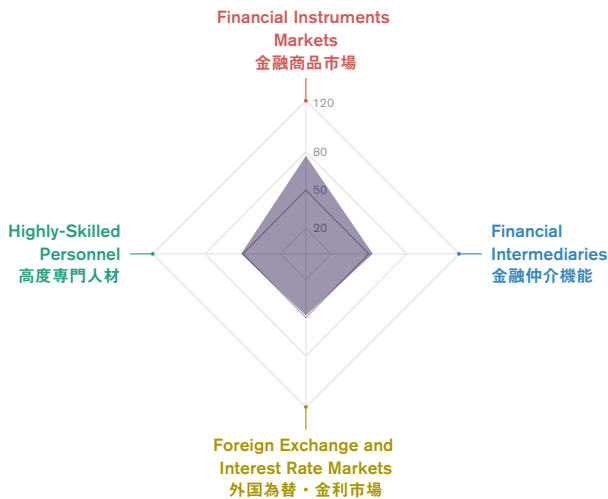 Financial Instruments
Markets
金融商品市場
120
80
50
20
Highly-Skilled
Personnel
高度専門人材
Financial
Intermediaries
金融仲介機能
Foreign Exchange and
Interest Rate Markets
外国為替・金利市場